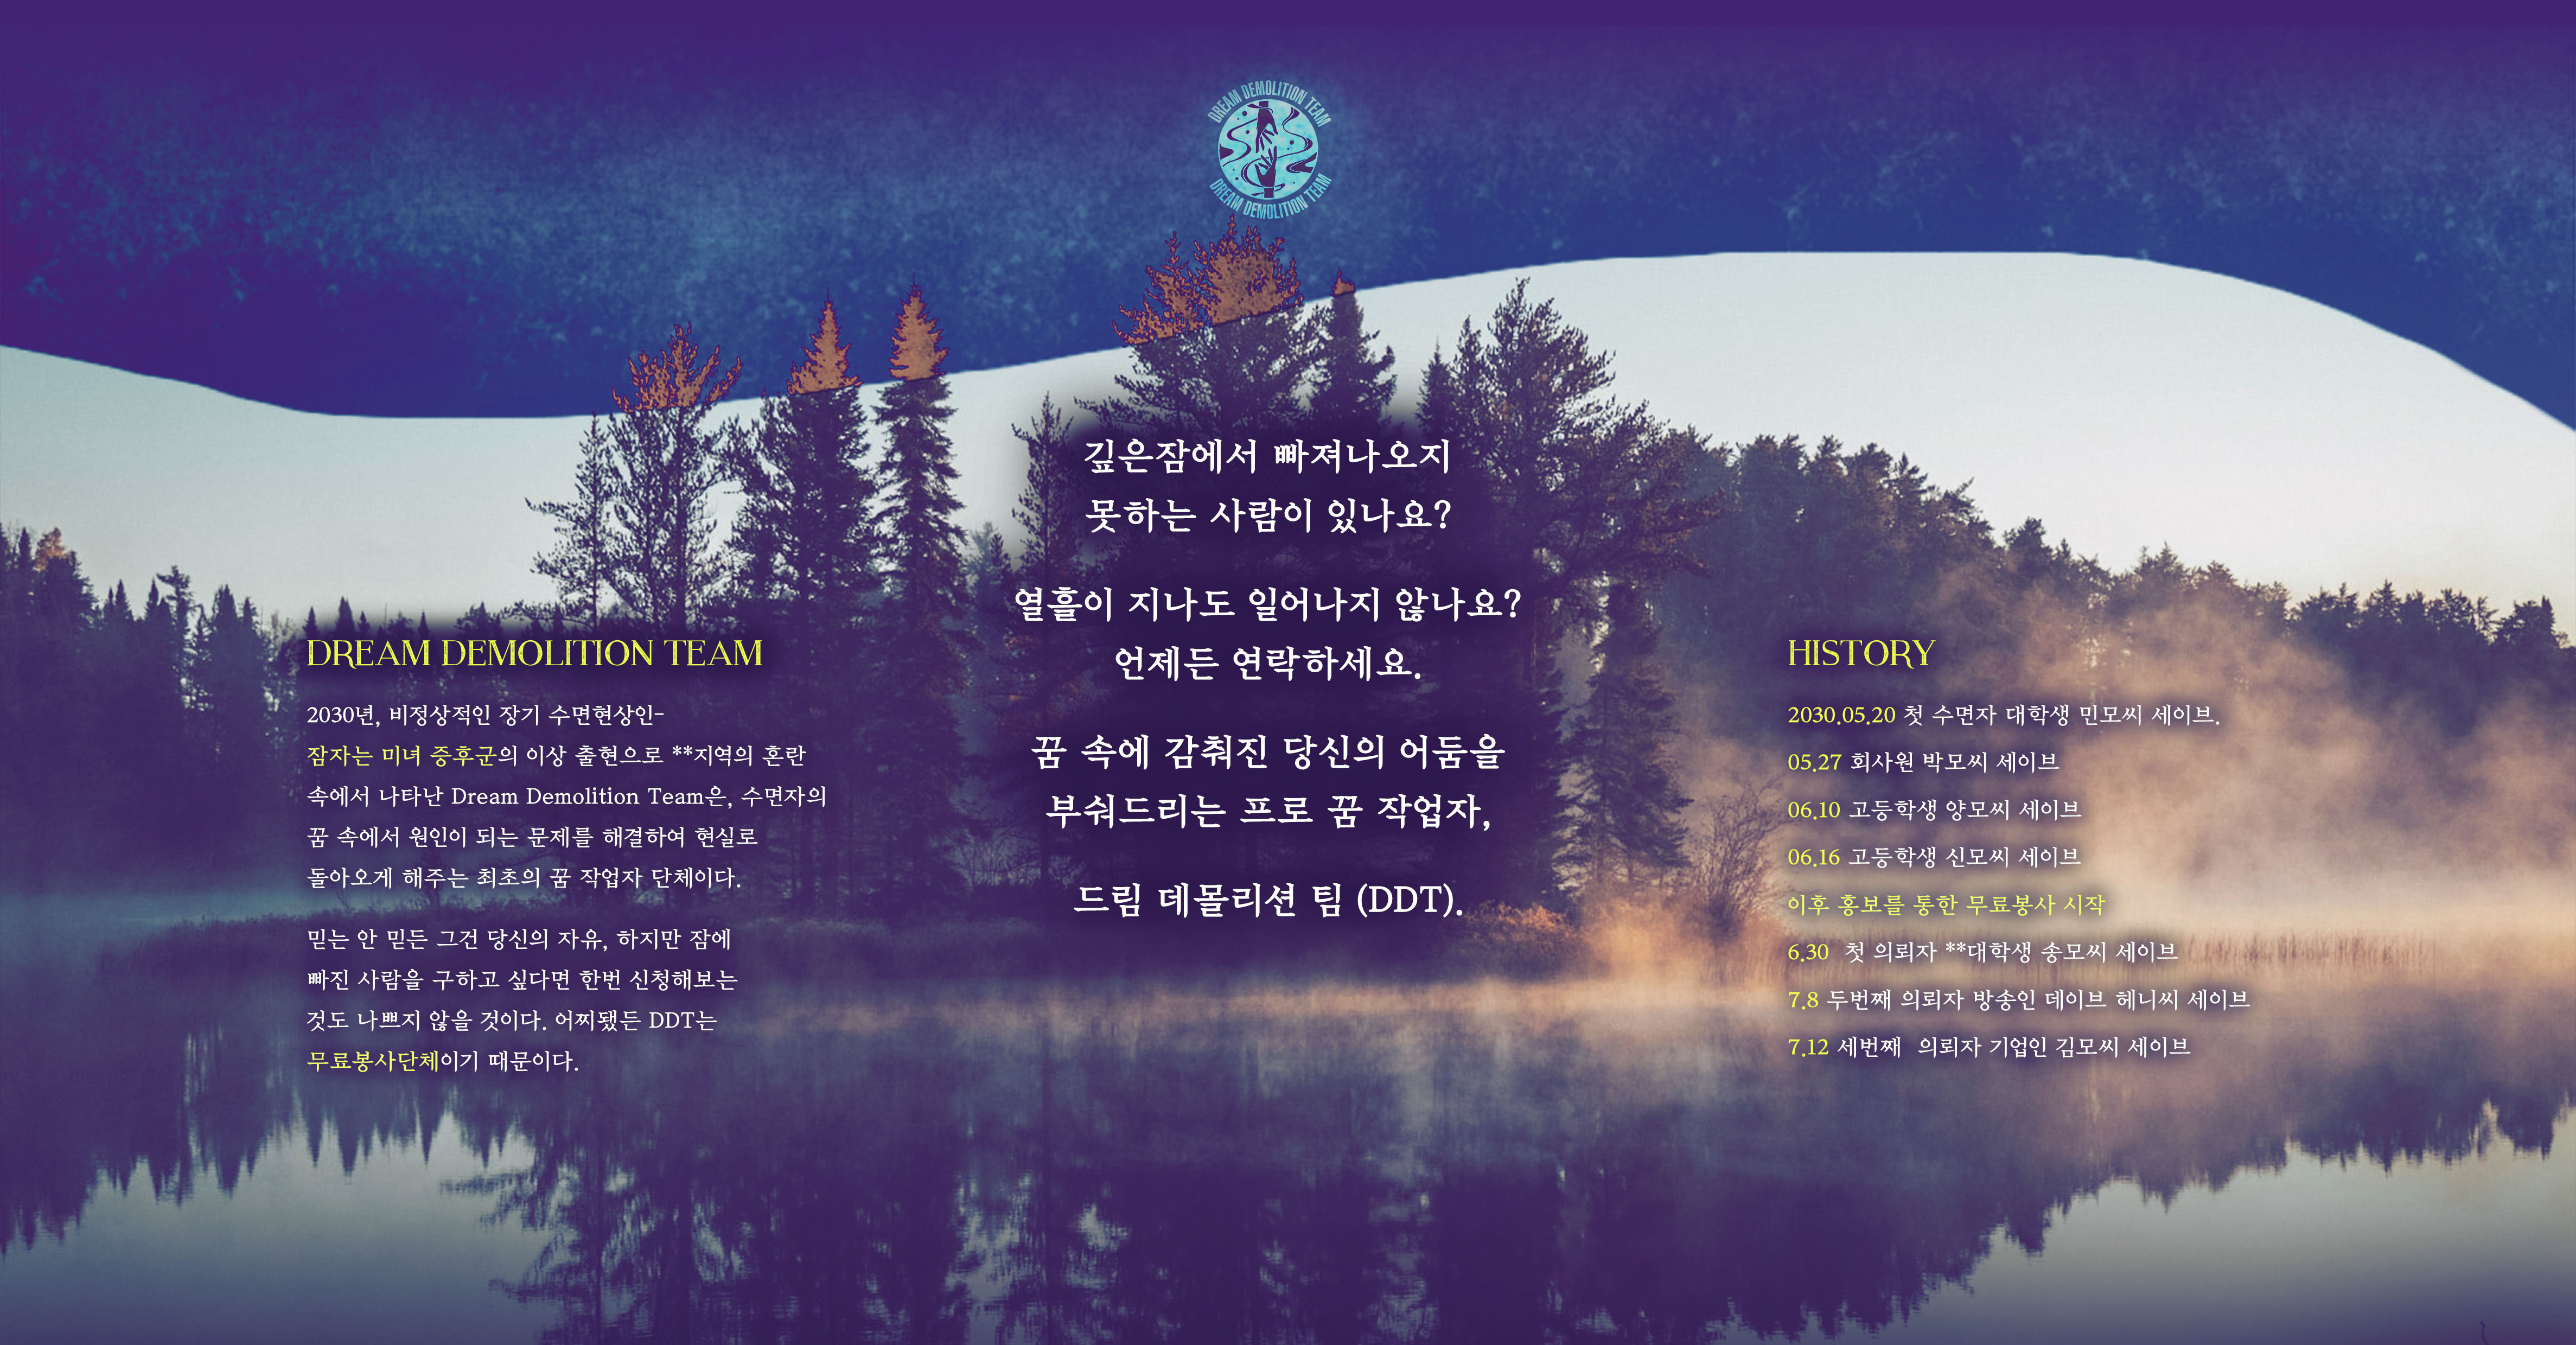 DREAM DEMOLITION TEAM
DREAM DEMOLITION TEAM
깊은잠에서 빠져나오지
못하는 사람이 있나요?
열흘이 지나도 일어나지 않나요?
언제든 연락하세요.
꿈 속에 감춰진 당신의 어둠을
부숴드리는 프로 꿈 작업자,
드림 데몰리션 팀 (DDT).
DREAM DEMOLITION TEAM
2030년, 비정상적인 장기 수면현상인-
잠자는 미녀 증후군의 이상 출현으로 **지역의 혼란
속에서 나타난 Dream Demolition Team은, 수면자의
꿈 속에서 원인이 되는 문제를 해결하여 현실로
돌아오게 해주는 최초의 꿈 작업자 단체이다.
믿는 안 믿든 그건 당신의 자유, 하지만 잠에
빠진 사람을 구하고 싶다면 한번 신청해보는
것도 나쁘지 않을 것이다. 어찌됐든 DDT는
무료봉사단체이기 때문이다.
HISTORY
2030.05.20 첫 수면자 대학생 민모씨 세이브.
05.27 회사원 박모씨 세이브
06.10 고등학생 양모씨 세이브
06.16 고등학생 신모씨 세이브
이후 홍보를 통한 무료봉사 시작
6.30 첫 의뢰자 **대학생 송모씨 세이브
7.8 두번째 의뢰자 방송인 데이브 헤니씨 세이브
7.12 세번째 의뢰자 기업인 김모씨 세이브